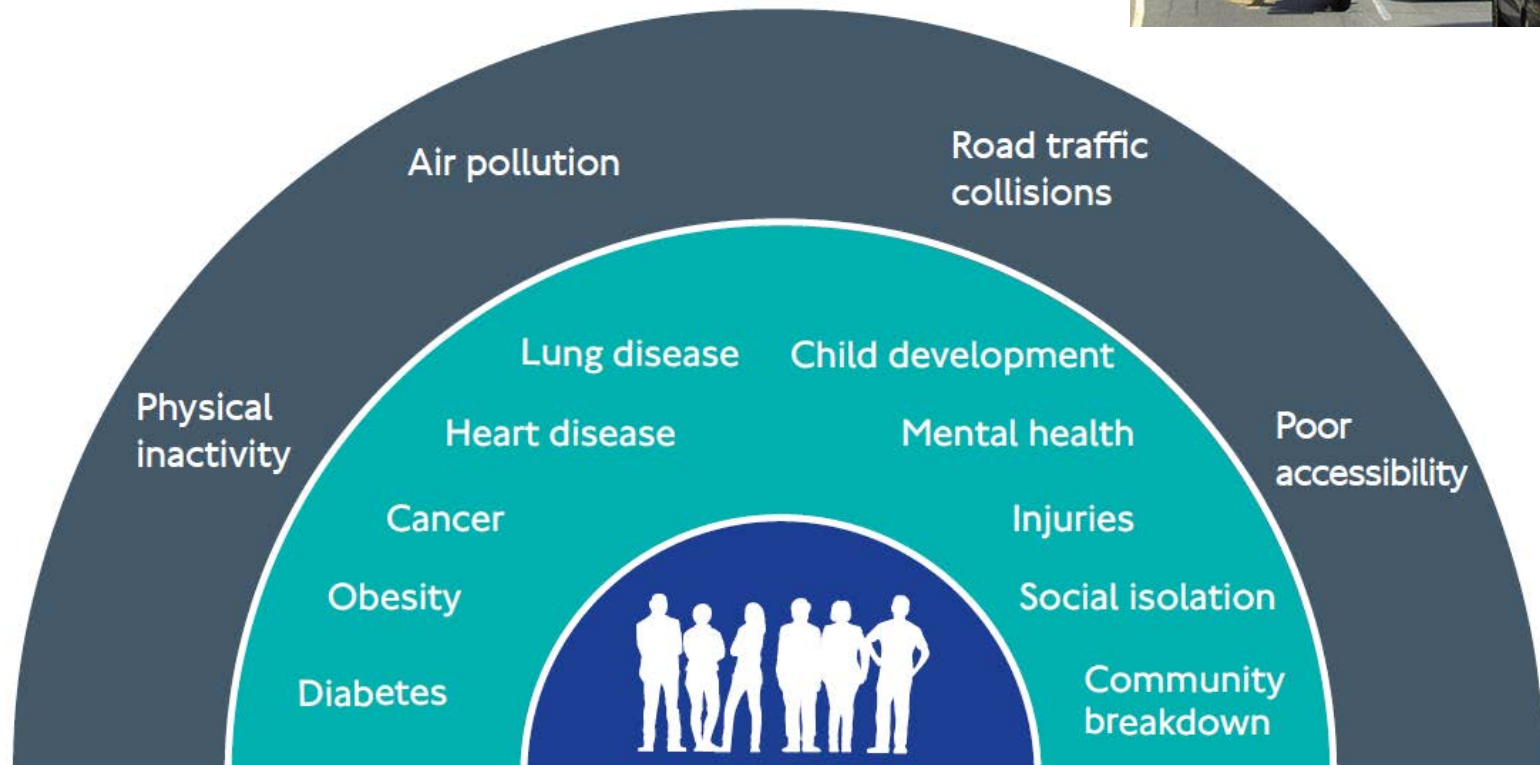 Air pollution
Road traffic
collisions
Physical
inactivity
Poor
accessibility
Lung disease
Child development
Heart disease
Mental health
Cancer
Injuries
Obesity
Social isolation
Diabetes
Community
breakdown